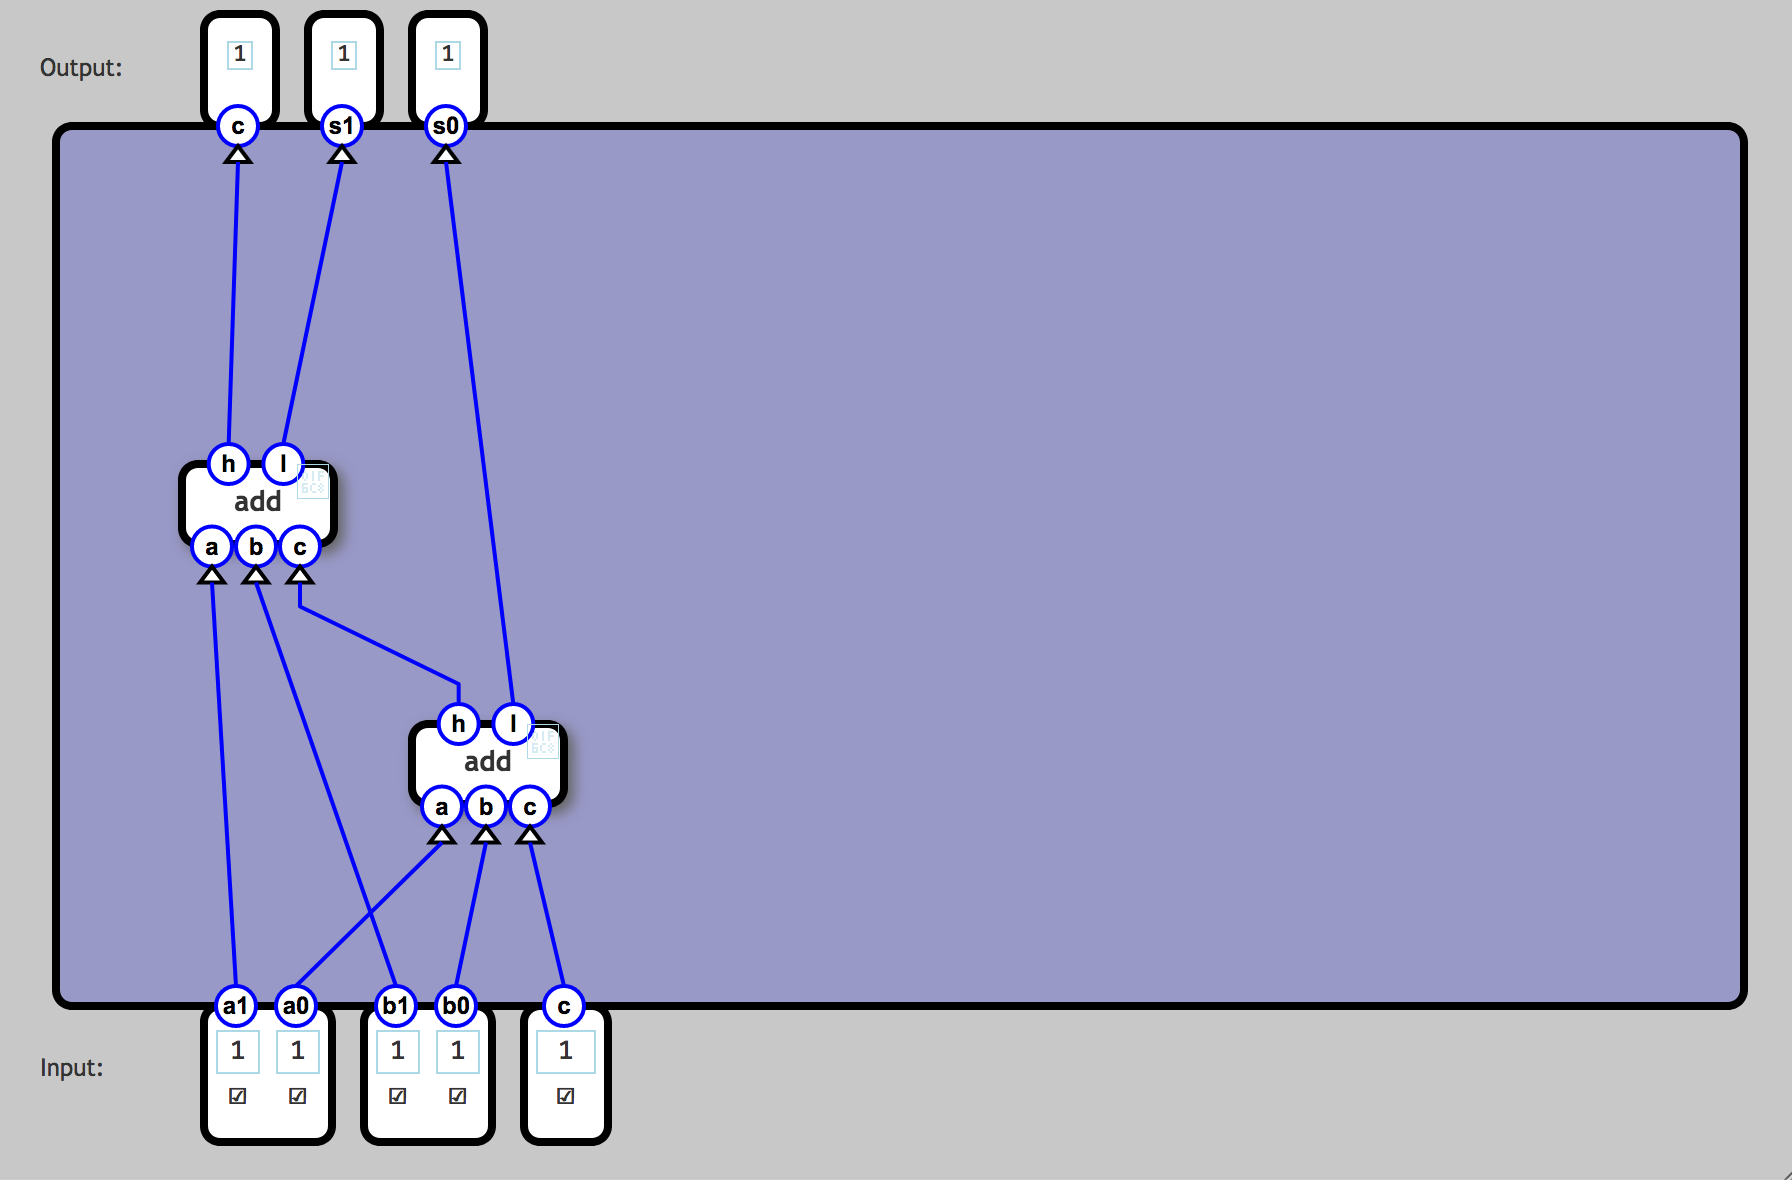 1 1 1
Output:
c s1 s0
h l
add
a b c
h l
add
a b c
a1 a0 b1 b0 c
1 1 1 1 1
Input: